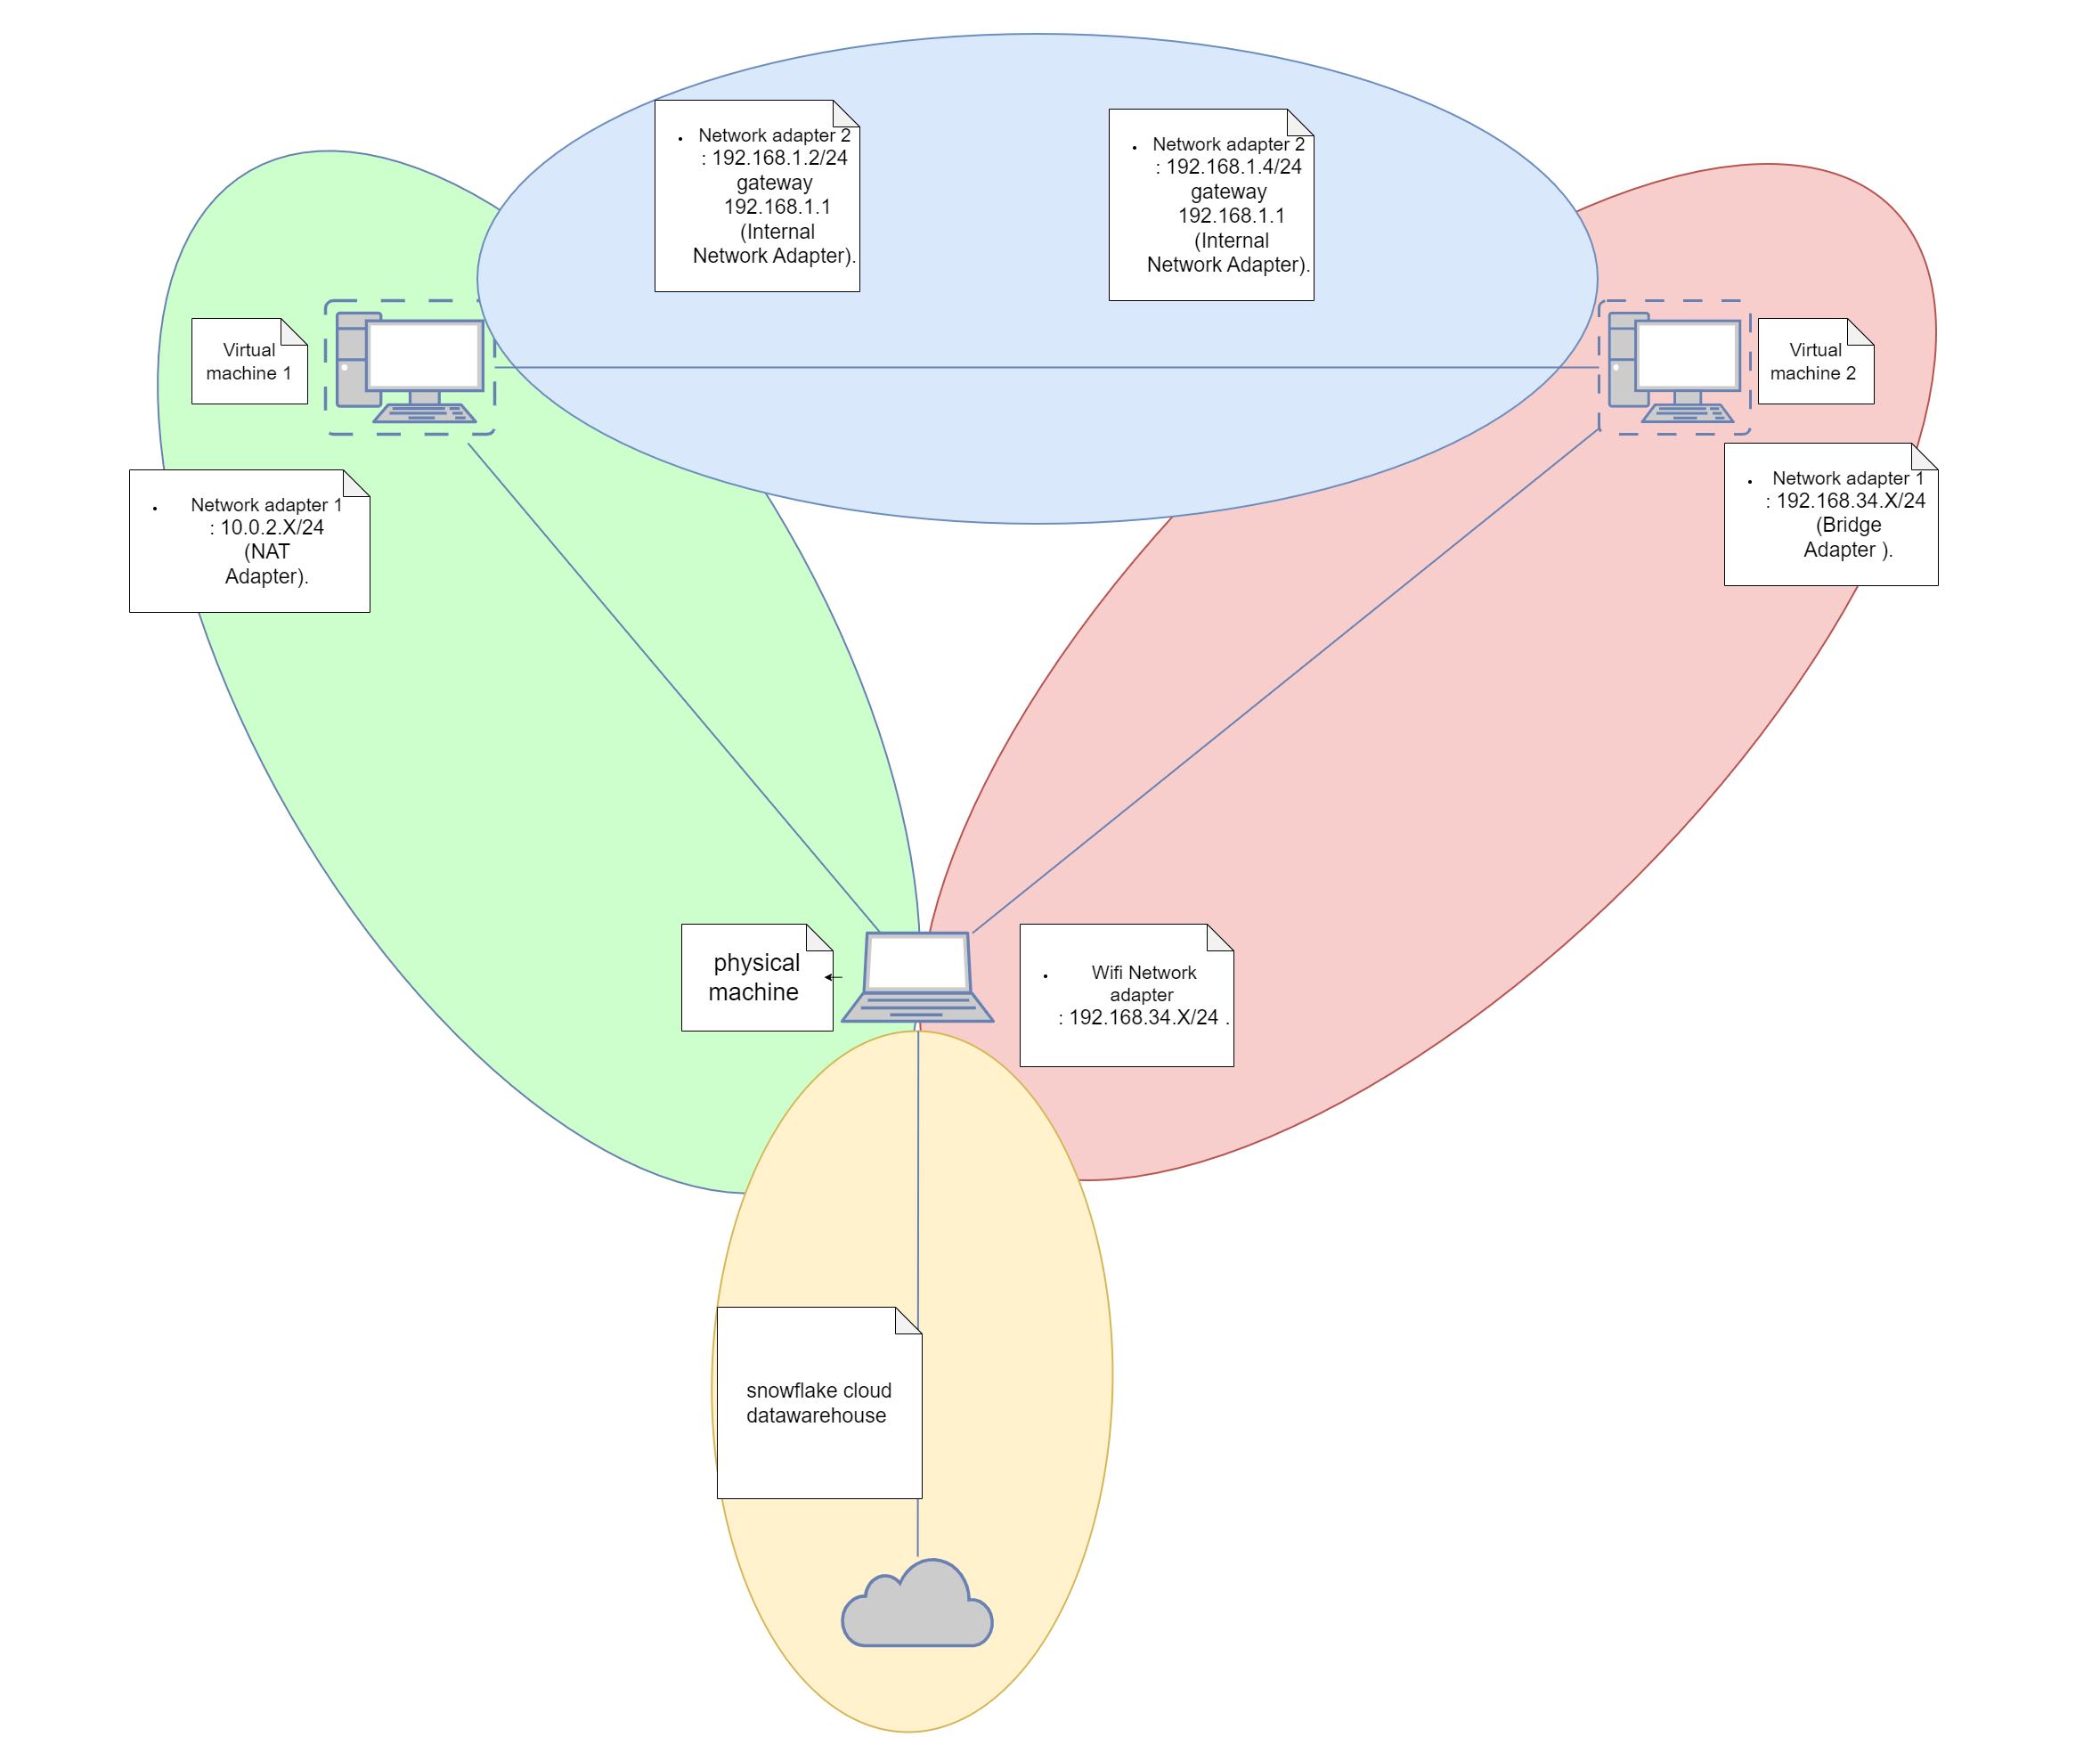 • Network adapter 2
: 192.168.1.2/24
gateway
192.168.1.1
(Internal
Network Adapter).
• Network adapter 2
: 192.168.1.4/24
gateway
192.168.1.1
(Internal
Network Adapter).
Virtual
machine 1
Virtual
machine 2
• Network adapter 1
: 10.0.2.X/24
(NAT
Adapter).
• Network adapter 1
: 192.168.34.X/24
(Bridge
Adapter ).
physical
machine
• Wifi Network
adapter
: 192.168.34.X/24 .
snowflake cloud
datawarehouse